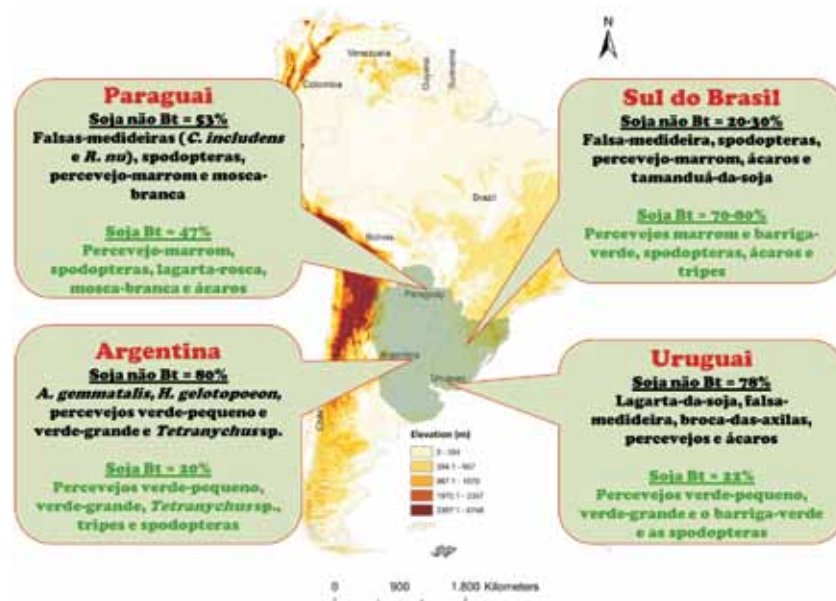 Paraguai
Soja não Bt = 53%
Falsas-medideiras (C. includens
e R. nu), spodopteras,
percevejo-marrom e mosca-
branca
Soja Bt = 47%
Percevejo-marrom,
spodopteras, lagarta-rosca,
mosca-branca e ácaros
Sul do Brasil
Soja não Bt = 20-30%
Falsa-medideira, spodopteras,
percevejo-marrom, ácaros e
tamanduá-da-soja
Soja Bt = 70-80%
Percevejos marrom e barriga-
verde, spodopteras, ácaros e
tripes
Argentina
Soja não Bt = 80%
A. gemmatalis, H. gelotopoeon,
percevejos verde-pequeno e
verde-grande e Tetranychus sp.
Soja Bt = 20%
Percevejos verde-pequeno,
verde-grande, Tetranychus sp.,
tripes e spodopteras
Uruguai
Soja não Bt = 78%
Lagarta-da-soja, falsa-
medideira, broca-das-axilas,
percevejos e ácaros
Soja Bt = 22%
Percevejos verde-pequeno,
verde-grande e o barriga-verde
e as spodopteras
N
Venezuela
Colombia
Guyana
Suriname
Brazil
Bolivia
Paraguay
Argentina
Uruguay
Chile
Elevation (m)
0 900 1.800 Kilometers